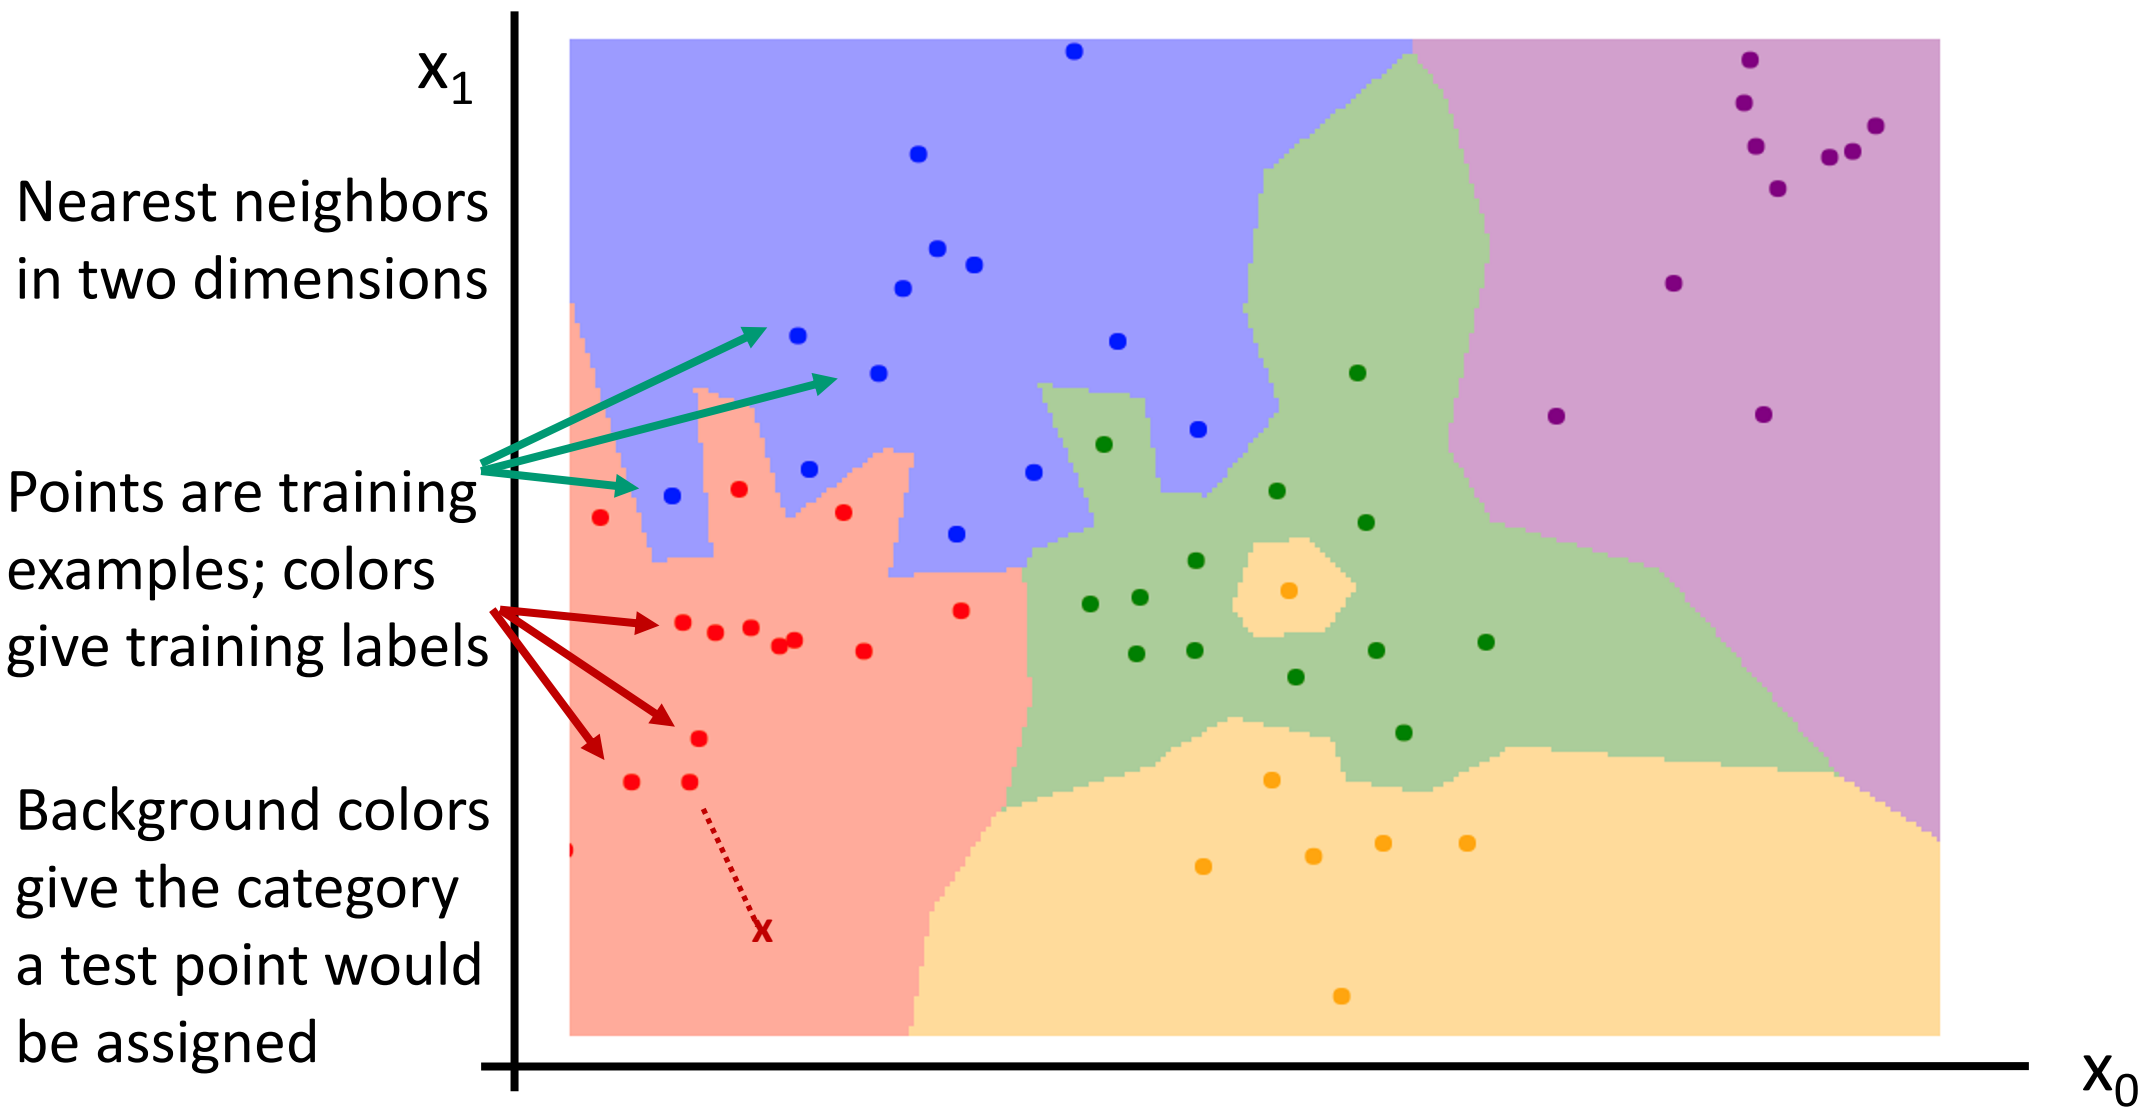 x₁
Nearest neighbors
in two dimensions
Points are training
examples; colors
give training labels
Background colors
give the category
a test point would
be assigned
x
x₀